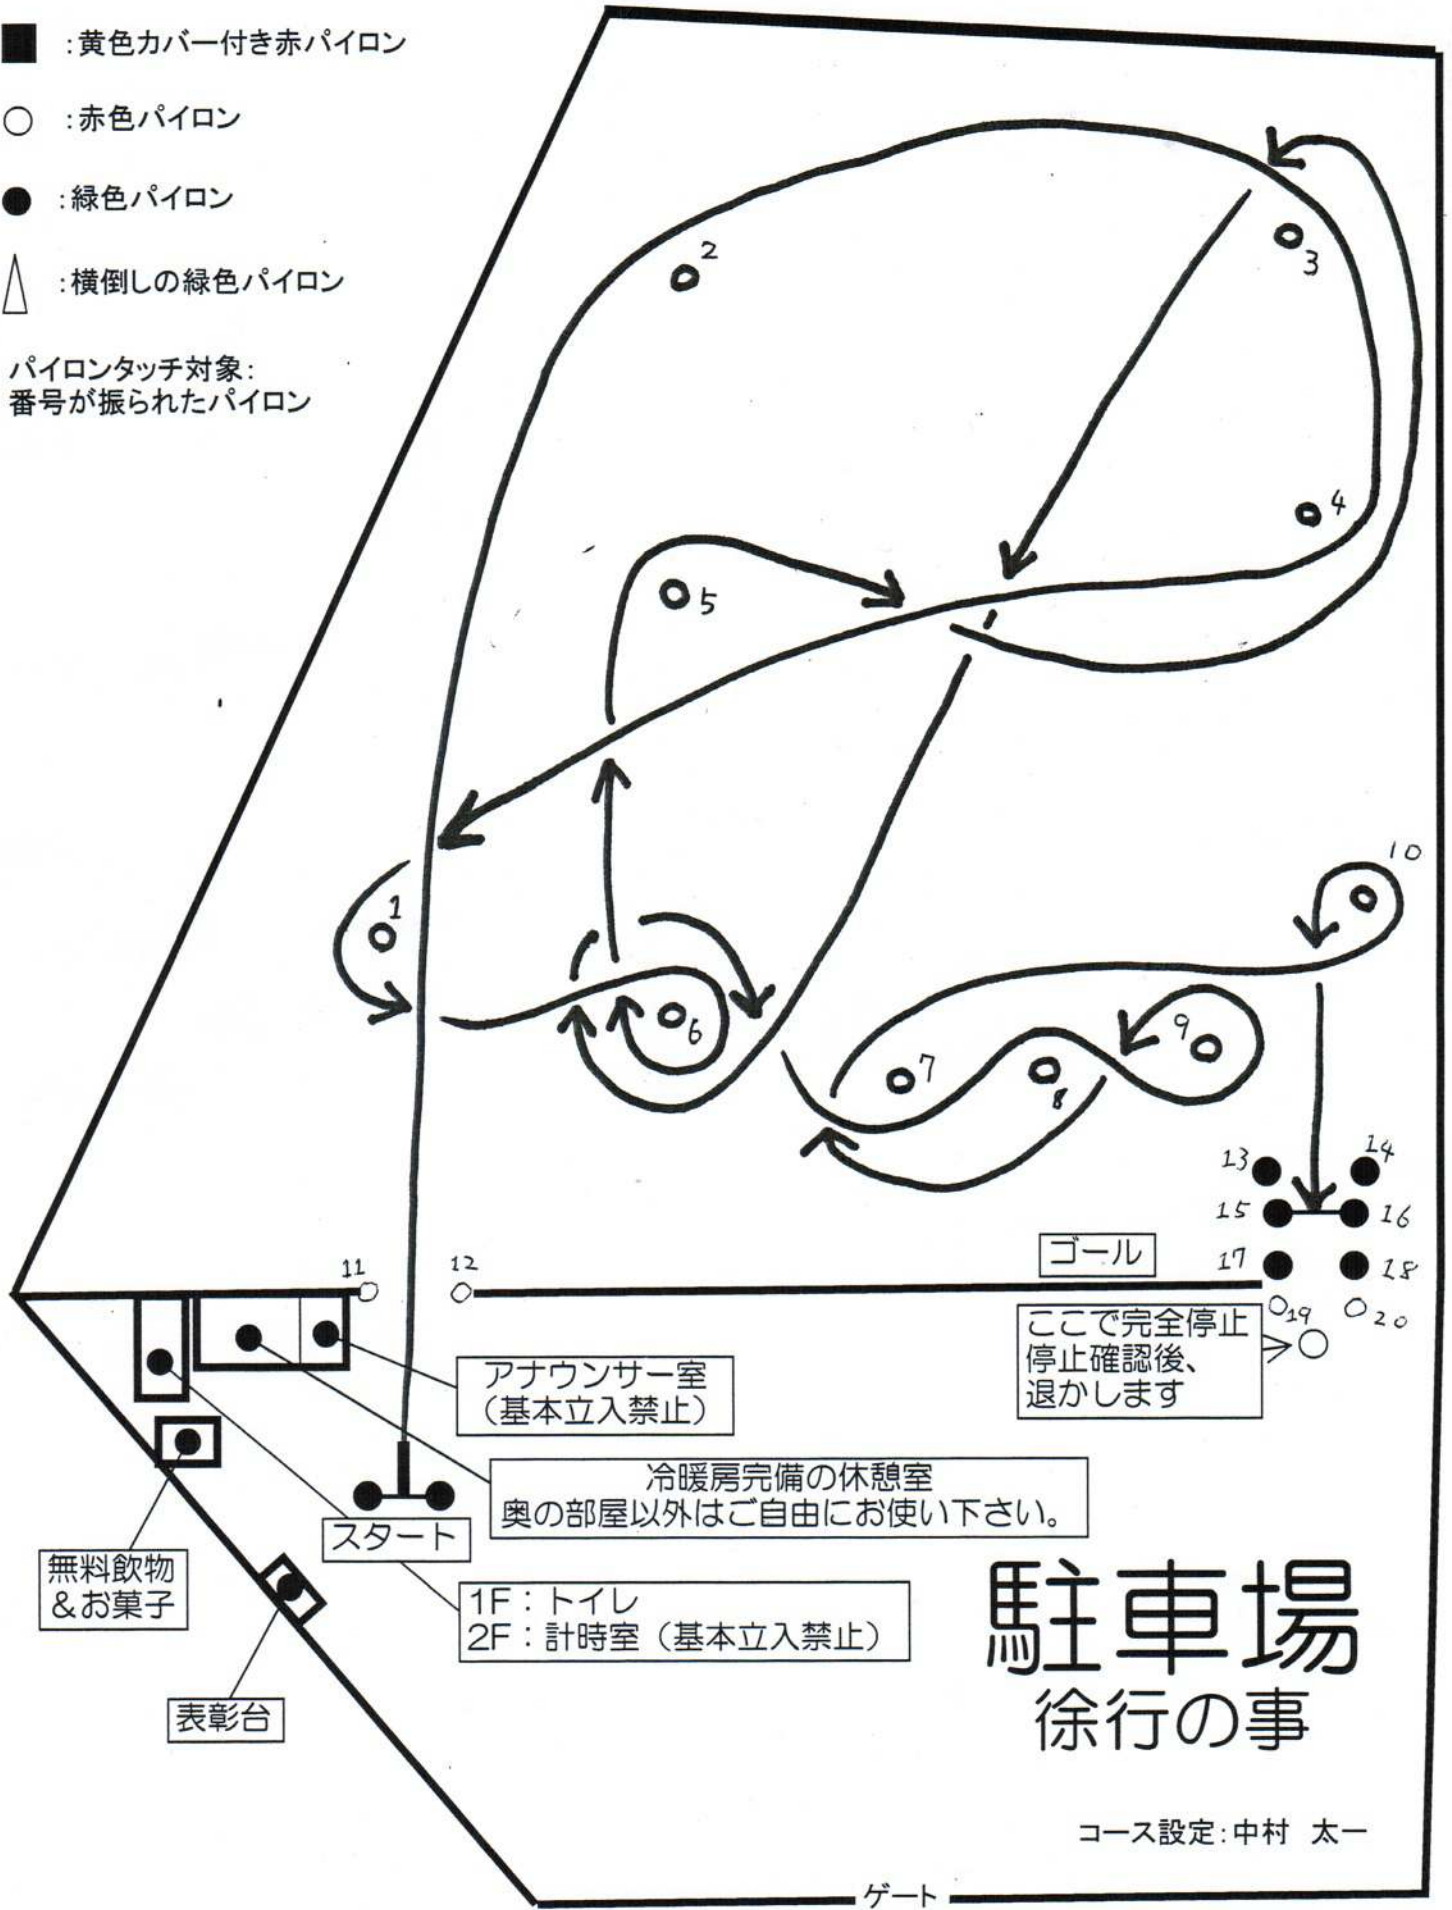 :黄色カバー付き赤パイロン
:赤色パイロン
:緑色パイロン
:横倒しの緑色パイロン
パイロンタッチ対象:
番号が振られたパイロン
2
3
4
5
1
6
7
8
9
10
11
12
13
14
15
16
17
18
19
20
ゴール
ここで完全停止
停止確認後、
退かします
アナウンサー室
(基本立入禁止)
冷暖房完備の休憩室
奥の部屋以外はご自由にお使い下さい。
スタート
1F:トイレ
2F:計時室(基本立入禁止)
無料飲物
&お菓子
表彰台
駐車場
徐行の事
コース設定:中村 太一
ゲート